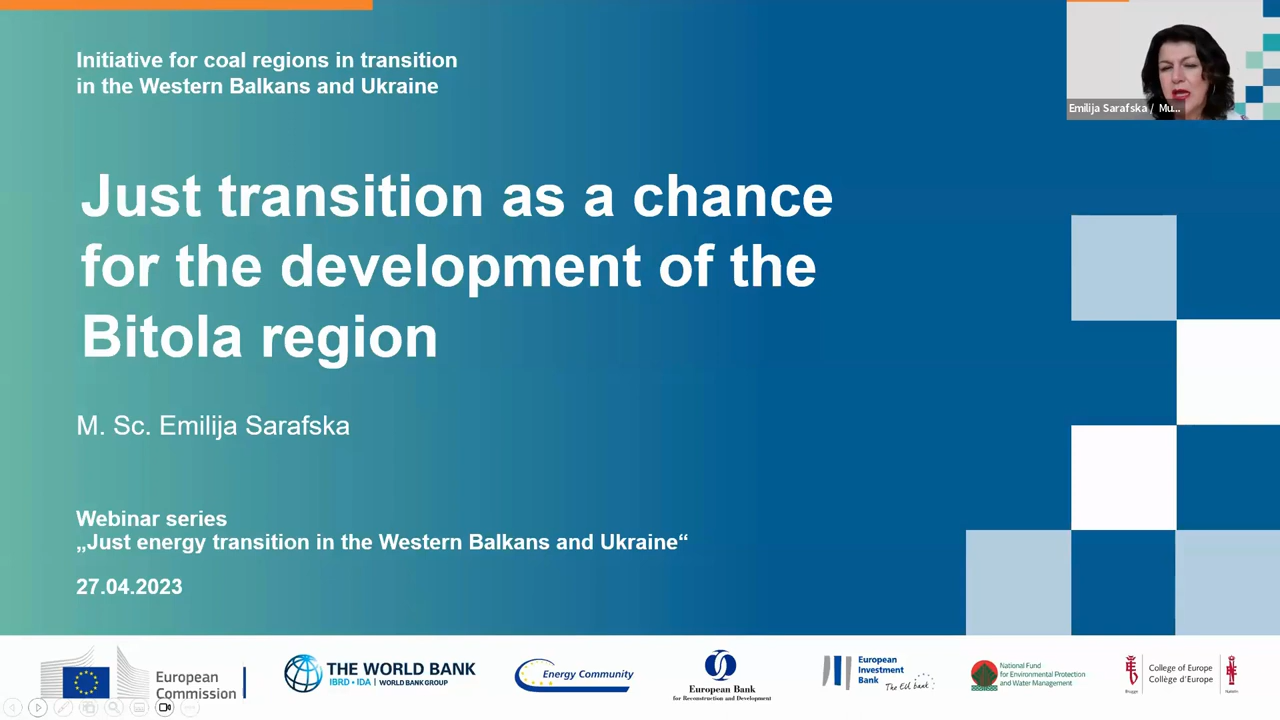 Initiative for coal regions in transition
in the Western Balkans and Ukraine
Emilija Sarafska / Mu...
Just transition as a chance
for the development of the
Bitola region
M. Sc. Emilija Sarafska
Webinar series
„Just energy transition in the Western Balkans and Ukraine“
27.04.2023
European
Commission
THE WORLD BANK
IBRD • IDA | WORLD BANK GROUP
Energy Community
European Bank
for Reconstruction and Development
European
Investment
Bank
The EIB bank
National Fund
for Environmental Protection
and Water Management
College of Europe
Collège d'Europe
Brugge
Natolin